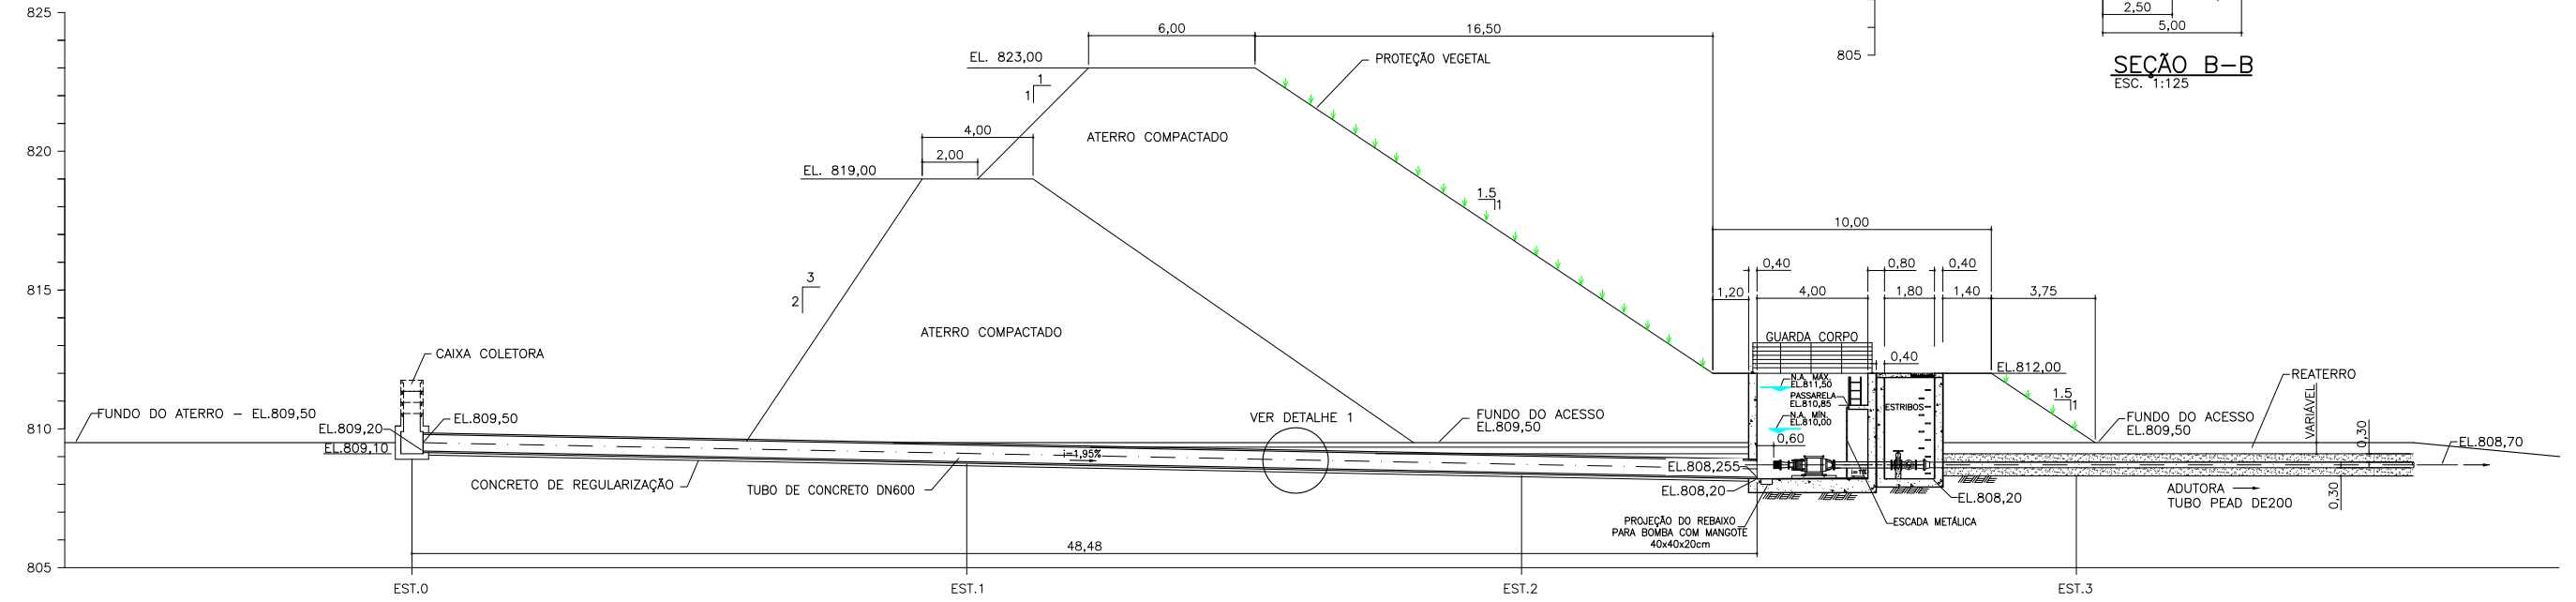 825
820
815
810
805
6,00
16,50
EL. 823,00
PROTEÇÃO VEGETAL
1
1
ATERRO COMPACTADO
4,00
2,00
EL. 819,00
1.5
1
3
2
ATERRO COMPACTADO
805
2,50
5,00
SEÇÃO B-B
ESC. 1:125
10,00
0,40
0,80
0,40
1,20
4,00
1,80
1,40
3,75
GUARDA CORPO
0,40
EL.812,00
N.A. MÁX.
EL.811,50
PASSARELA
EL.810,85
N.A. MÍN.
EL.810,00
ESTRIBOS
0,60
1.5
1
REATERRO
CAIXA COLETORA
FUNDO DO ATERRO - EL.809,50
EL.809,20
EL.809,50
EL.809,10
VER DETALHE 1
FUNDO DO ACESSO
EL.809,50
FUNDO DO ACESSO
EL.809,50
VARIÁVEL
0,30
EL.808,70
i=1,95%
CONCRETO DE REGULARIZAÇÃO
TUBO DE CONCRETO DN600
EL.808,255
EL.808,20
EL.808,20
ADUTORA
TUBO PEAD DE200
0,30
PROJEÇÃO DO REBAIXO
PARA BOMBA COM MANGOTE
40x40x20cm
ESCADA METÁLICA
48,48
EST.0
EST.1
EST.2
EST.3